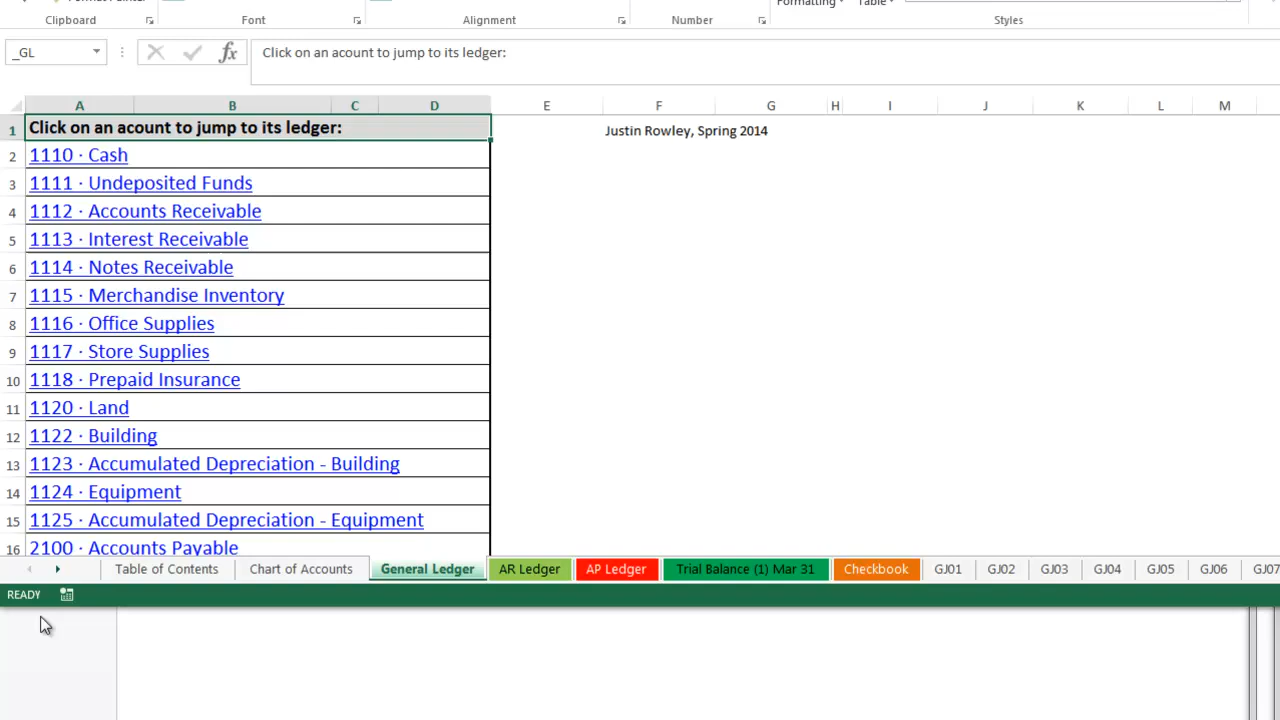 Clipboard Font Alignment Number Formatting Table Styles
_GL fx Click on an acount to jump to its ledger:
A B C D E F G H I J K L M
1 Click on an acount to jump to its ledger: Justin Rowley, Spring 2014
2 1110 · Cash
3 1111 · Undeposited Funds
4 1112 · Accounts Receivable
5 1113 · Interest Receivable
6 1114 · Notes Receivable
7 1115 · Merchandise Inventory
8 1116 · Office Supplies
9 1117 · Store Supplies
10 1118 · Prepaid Insurance
11 1120 · Land
12 1122 · Building
13 1123 · Accumulated Depreciation - Building
14 1124 · Equipment
15 1125 · Accumulated Depreciation - Equipment
16 2100 · Accounts Payable
Table of Contents Chart of Accounts General Ledger AR Ledger AP Ledger Trial Balance (1) Mar 31 Checkbook GJ01 GJ02 GJ03 GJ04 GJ05 GJ06 GJ07
READY